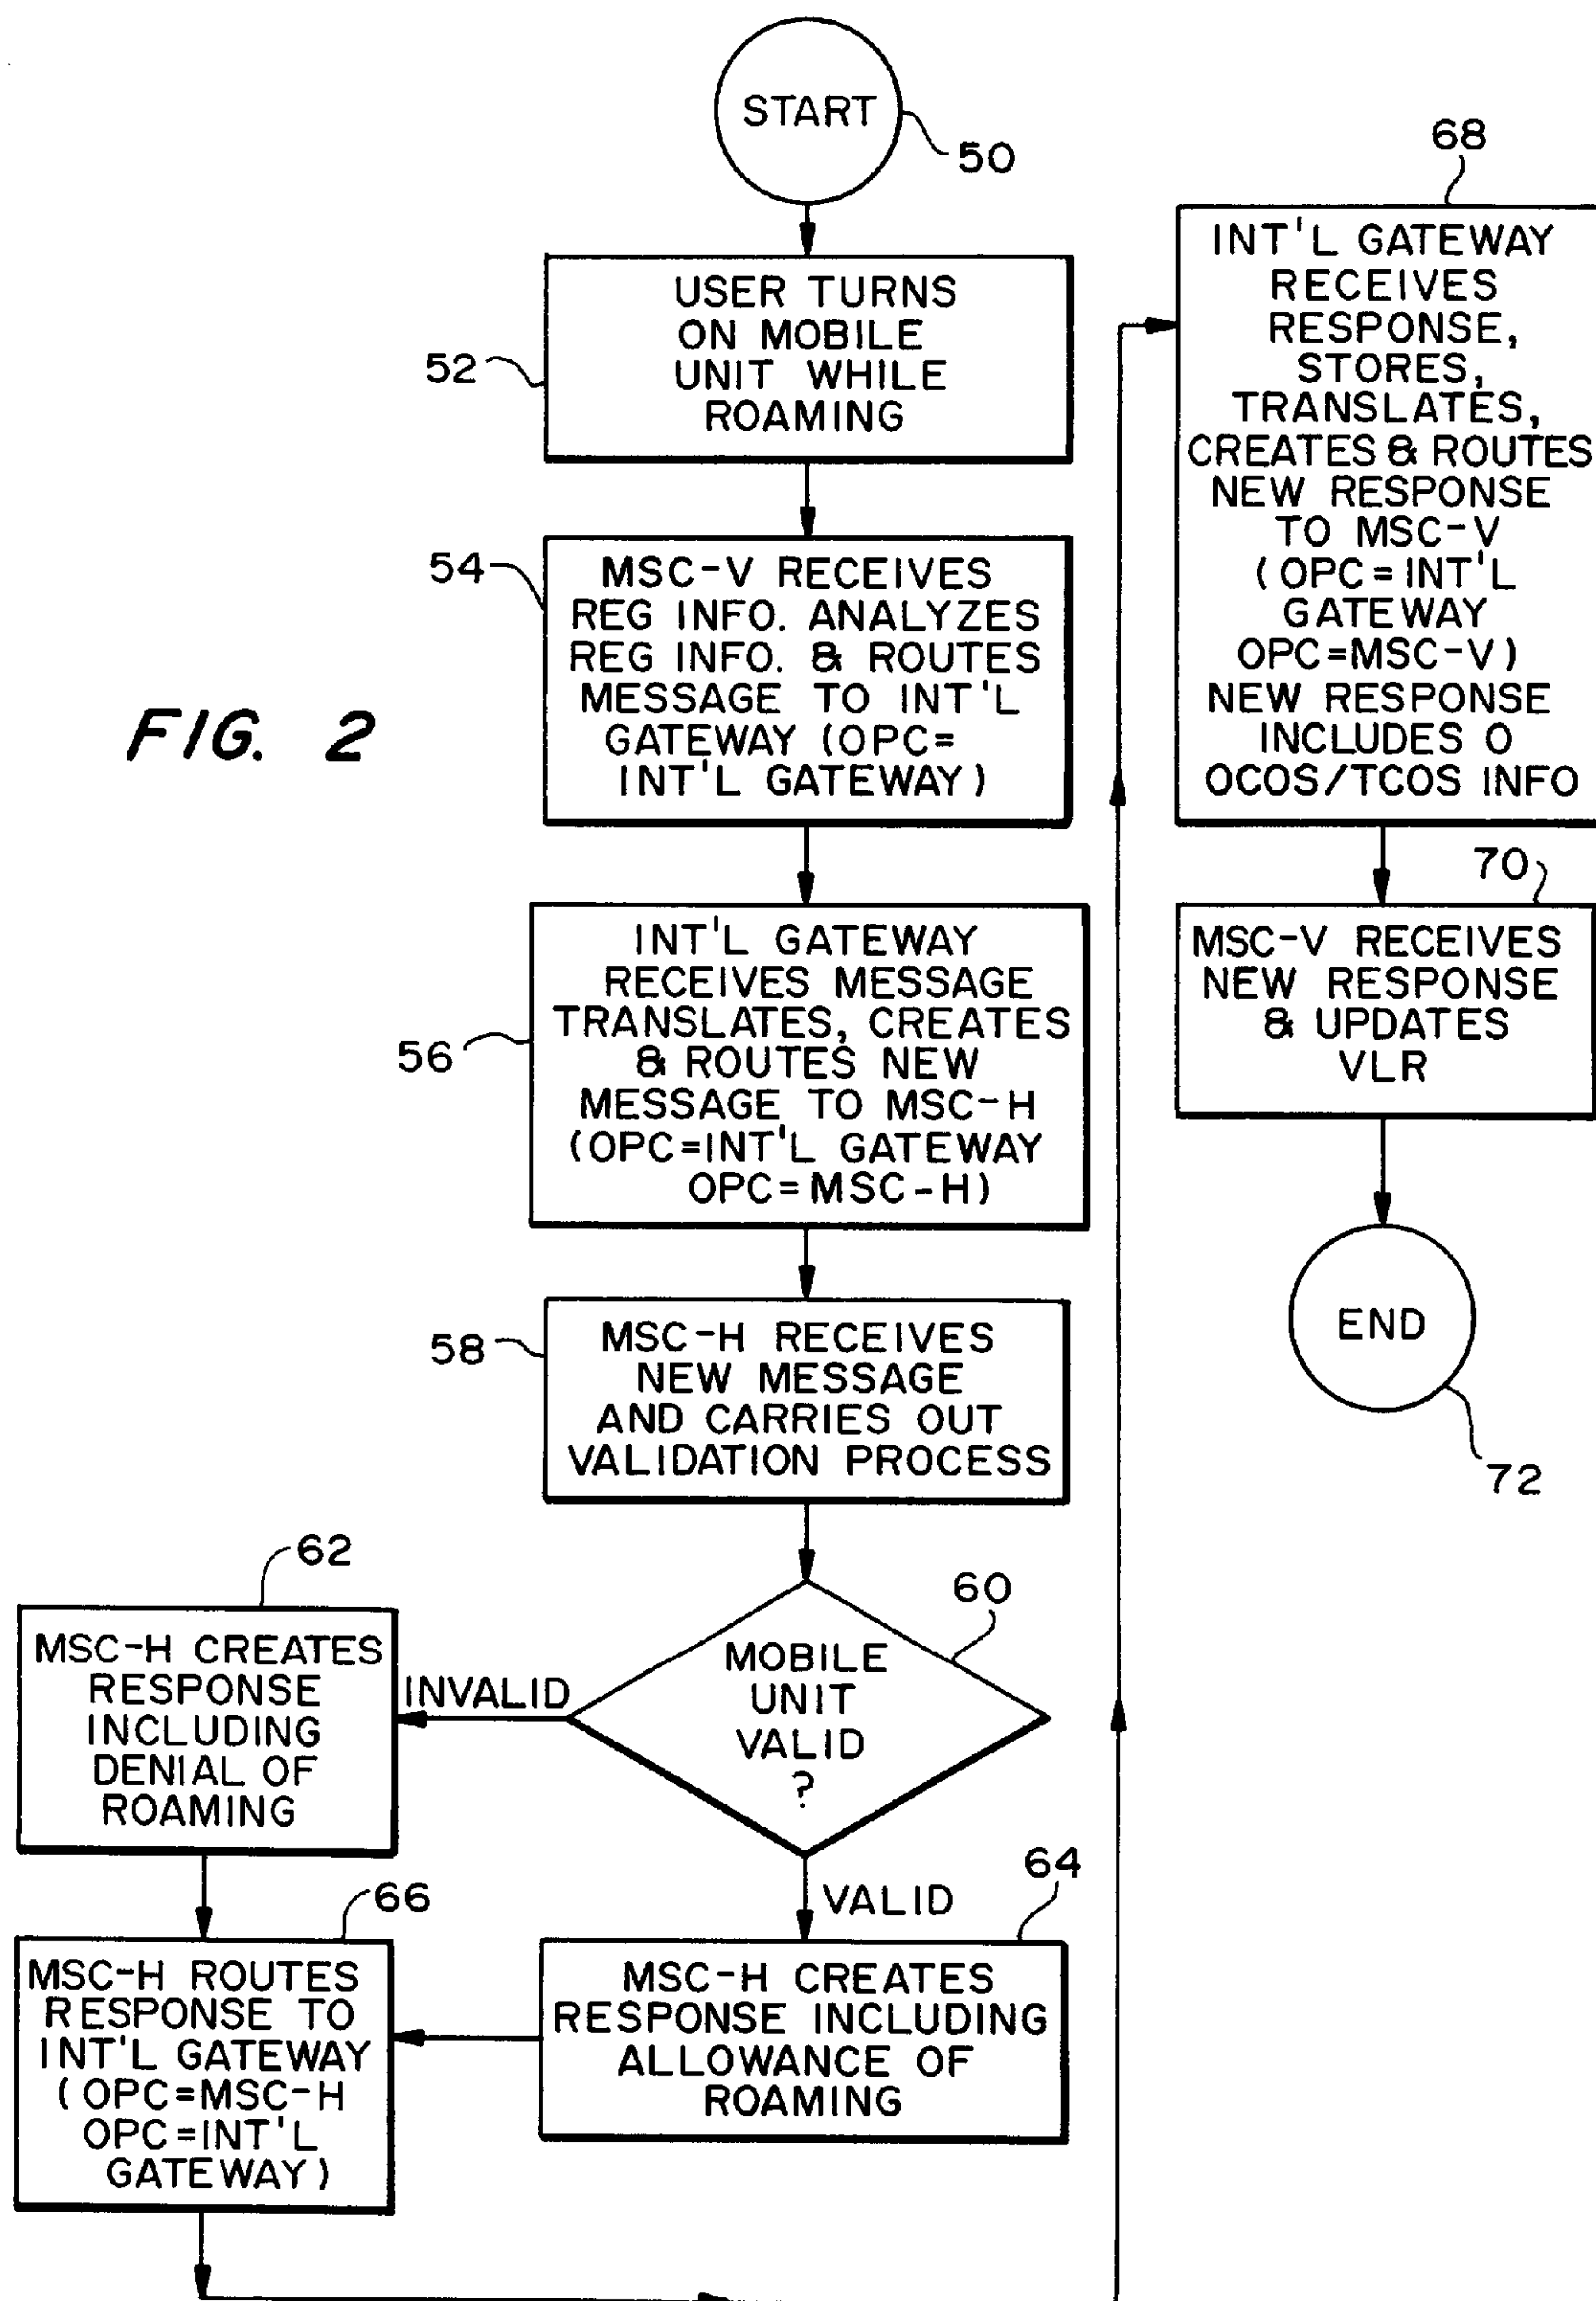 START
50
USER TURNS
ON MOBILE
UNIT WHILE
ROAMING
52
54
MSC-V RECEIVES
REG INFO. ANALYZES
REG INFO. & ROUTES
MESSAGE TO INT'L
GATEWAY (OPC=
INT'L GATEWAY)
FIG. 2
INT'L GATEWAY
RECEIVES MESSAGE
TRANSLATES, CREATES
& ROUTES NEW
MESSAGE TO MSC-H
(OPC=INT'L GATEWAY
OPC=MSC-H)
56
58
MSC-H RECEIVES
NEW MESSAGE
AND CARRIES OUT
VALIDATION PROCESS
60
MOBILE
UNIT
VALID
?
INVALID
62
MSC-H CREATES
RESPONSE
INCLUDING
DENIAL OF
ROAMING
VALID
64
MSC-H CREATES
RESPONSE INCLUDING
ALLOWANCE OF
ROAMING
66
MSC-H ROUTES
RESPONSE TO
INT'L GATEWAY
(OPC=MSC-H
OPC=INT'L
GATEWAY)
68
INT'L GATEWAY
RECEIVES
RESPONSE,
STORES,
TRANSLATES,
CREATES & ROUTES
NEW RESPONSE
TO MSC-V
(OPC=INT'L
GATEWAY
OPC=MSC-V)
NEW RESPONSE
INCLUDES O
OCOS/TCOS INFO
70
MSC-V RECEIVES
NEW RESPONSE
& UPDATES
VLR
END
72